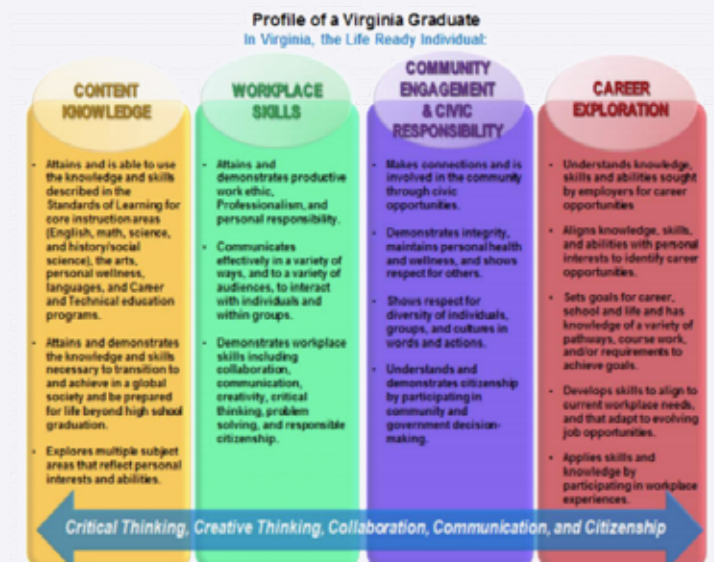 Profile of a Virginia Graduate
In Virginia, the Life Ready Individual:
CONTENT
KNOWLEDGE
• Attains and is able to use
the knowledge and skills
described in the
Standards of Learning for
core instruction areas
(English, math, science,
and history/social
science), the arts,
personal wellness,
languages, and Career
and Technical education
programs.
• Attains and demonstrates
the knowledge and skills
necessary to transition to
and achieve in a global
society and be prepared
for life beyond high school
graduation.
• Explores multiple subject
areas that reflect personal
interests and abilities.
WORKPLACE
SKILLS
• Attains and
demonstrates productive
work ethic,
Professionalism, and
personal responsibility.
• Communicates
effectively in a variety of
ways, and to a variety of
audiences, to interact
with individuals and
within groups.
• Demonstrates workplace
skills including
collaboration,
communication,
creativity, critical
thinking, problem
solving, and responsible
citizenship.
COMMUNITY
ENGAGEMENT
& CIVIC
RESPONSIBILITY
• Makes connections and is
involved in the community
through civic
opportunities.
• Demonstrates integrity,
maintains personal health
and wellness, and shows
respect for others.
• Shows respect for
diversity of individuals,
groups, and cultures in
words and actions.
• Understands and
demonstrates citizenship
by participating in
community and
government decision-
making.
CAREER
EXPLORATION
• Understands knowledge,
skills and abilities sought
by employers for career
opportunities
• Aligns knowledge, skills,
and abilities with personal
interests to identify career
opportunities.
• Sets goals for career,
school and life and has
knowledge of a variety of
pathways, course work,
and/or requirements to
achieve goals.
• Develops skills to align to
current workplace needs,
and that adapt to evolving
job opportunities.
• Applies skills and
knowledge by
participating in workplace
experiences.
Critical Thinking, Creative Thinking, Collaboration, Communication, and Citizenship